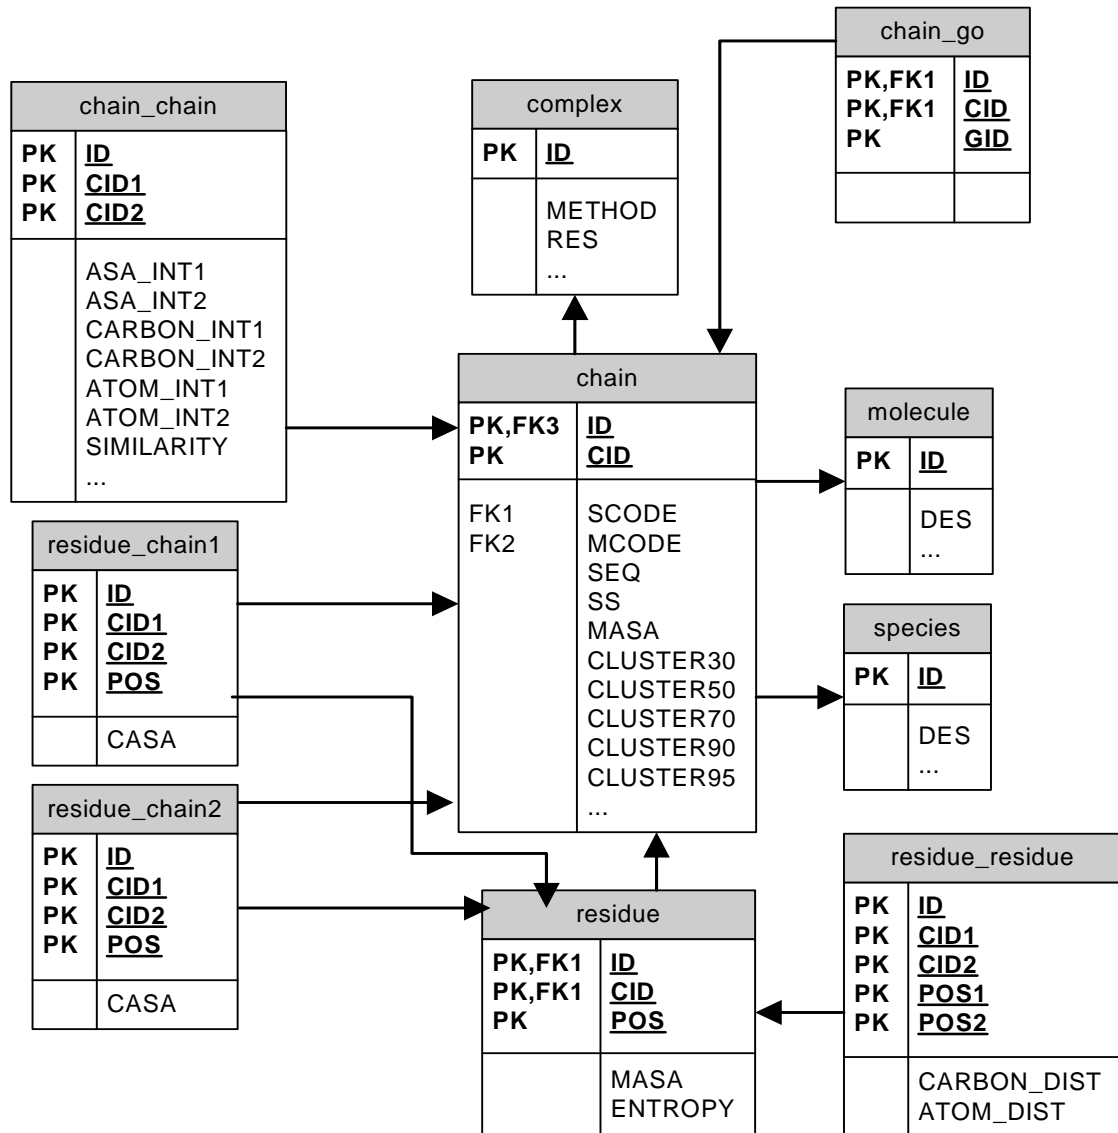 chain_go
PK,FK1 ID
PK,FK1 CID
PK GID
chain_chain
PK ID
PK CID1
PK CID2
ASA_INT1
ASA_INT2
CARBON_INT1
CARBON_INT2
ATOM_INT1
ATOM_INT2
SIMILARITY
...
complex
PK ID
METHOD
RES
...
chain
PK,FK3 ID
PK CID
FK1 SCODE
FK2 MCODE
SEQ
SS
MASA
CLUSTER30
CLUSTER50
CLUSTER70
CLUSTER90
CLUSTER95
...
molecule
PK ID
DES
...
species
PK ID
DES
...
residue_chain1
PK ID
PK CID1
PK CID2
PK POS
CASA
residue_chain2
PK ID
PK CID1
PK CID2
PK POS
CASA
residue
PK,FK1 ID
PK,FK1 CID
PK POS
MASA
ENTROPY
residue_residue
PK ID
PK CID1
PK CID2
PK POS1
PK POS2
CARBON_DIST
ATOM_DIST